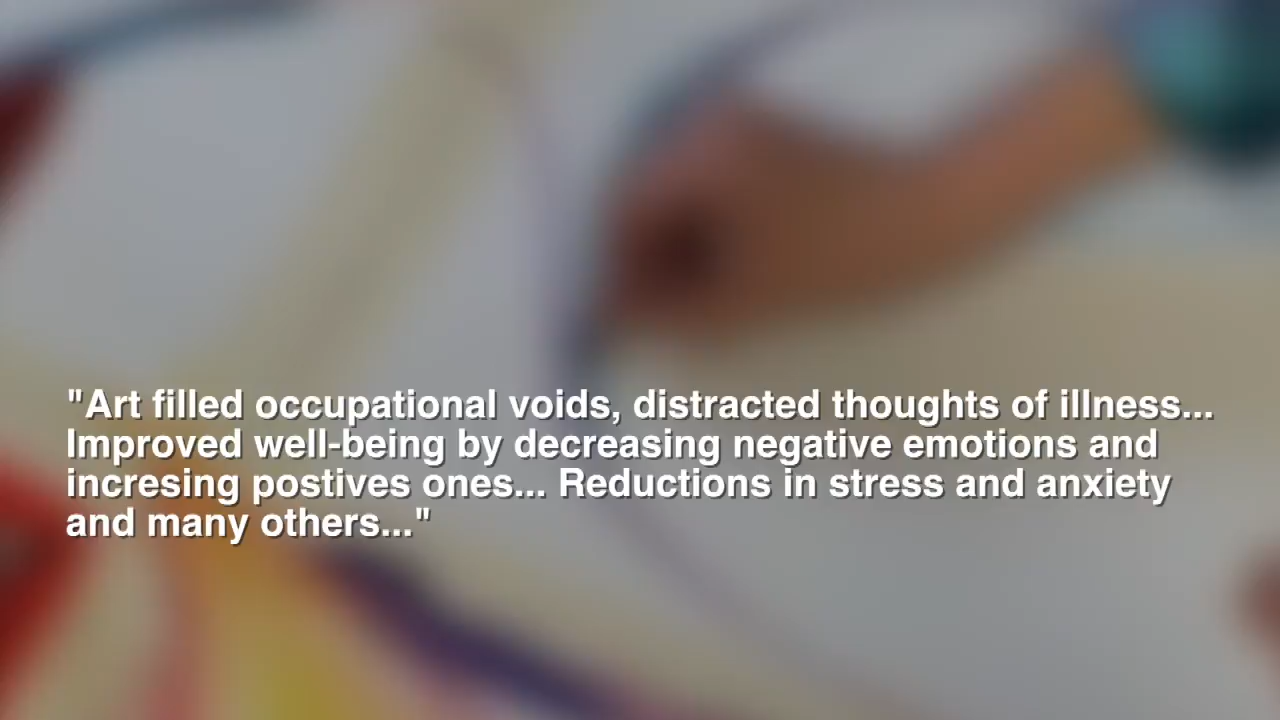 "Art filled occupational voids, distracted thoughts of illness...
Improved well-being by decreasing negative emotions and
incresing postives ones... Reductions in stress and anxiety
and many others..."